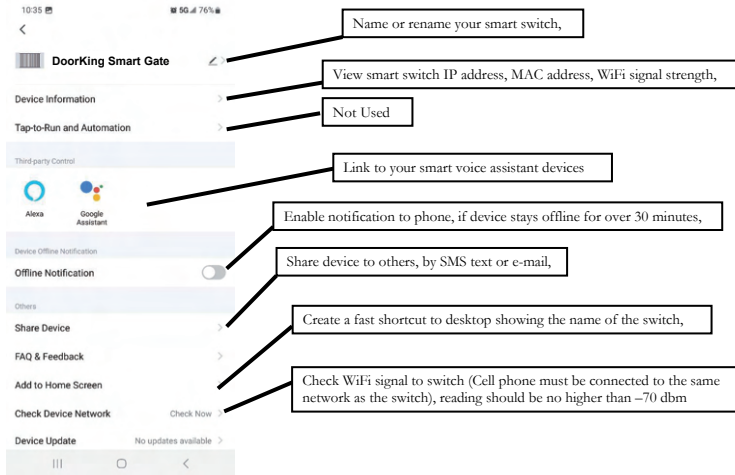 10:35 5G 76%
Name or rename your smart switch,
DoorKing Smart Gate
View smart switch IP address, MAC address, WiFi signal strength,
Device Information
Not Used
Tap-to-Run and Automation
Third-party Control
Link to your smart voice assistant devices
Alexa
Google
Assistant
Enable notification to phone, if device stays offline for over 30 minutes,
Device Offline Notification
Offline Notification
Share device to others, by SMS text or e-mail,
Others
Share Device
Create a fast shortcut to desktop showing the name of the switch,
FAQ & Feedback
Add to Home Screen
Check WiFi signal to switch (Cell phone must be connected to the same
network as the switch), reading should be no higher than –70 dbm
Check Device Network Check Now
Device Update No updates available